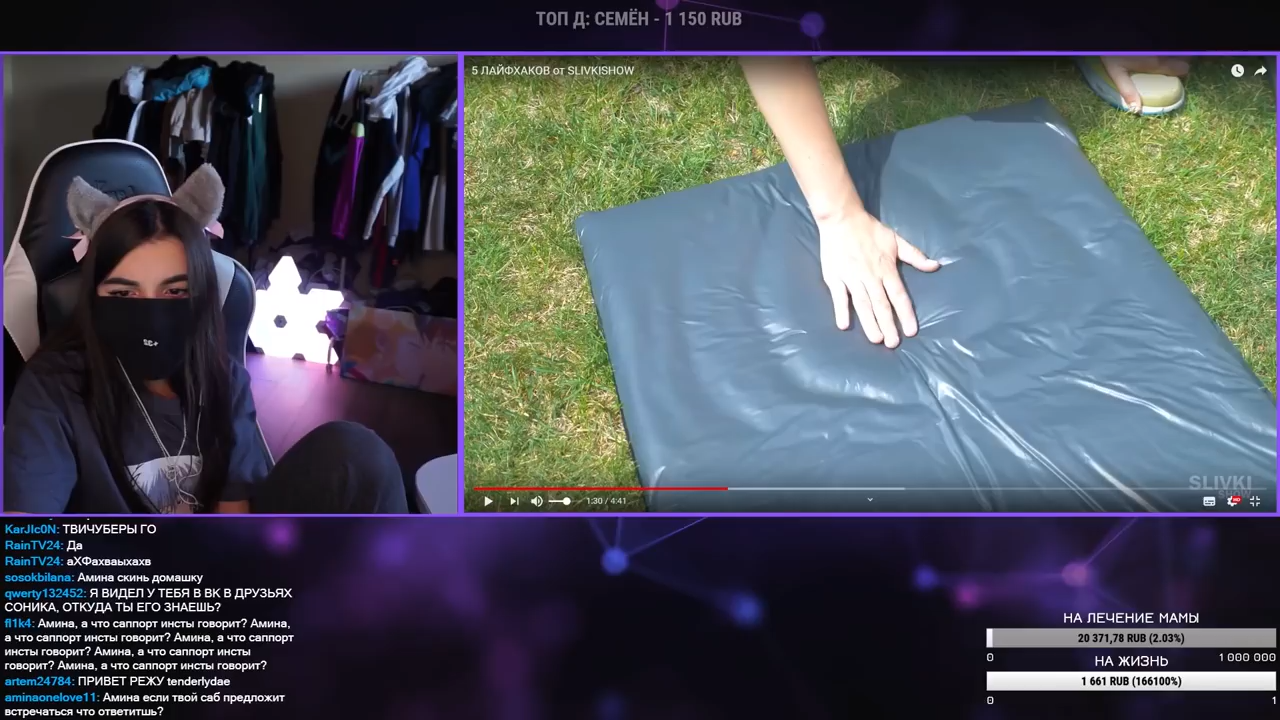 ТОП Д: СЕМЁН - 1 150 RUB
5 ЛАЙФХАКОВ от SLIVKISHOW
SLIVKI
1:30 / 4:41
KarJIc0N: ТВИЧУБЕРЫ ГО
RainTV24: Да
RainTV24: аХФахваыхахв
sosokbilana: Амина скинь домашку
qwerty132452: Я ВИДЕЛ У ТЕБЯ В ВК В ДРУЗЬЯХ
СОНИКА, ОТКУДА ТЫ ЕГО ЗНАЕШЬ?
fl1k4: Амина, а что саппорт инсты говорит? Амина,
а что саппорт инсты говорит? Амина, а что саппорт
инсты говорит? Амина, а что саппорт инсты
говорит? Амина, а что саппорт инсты говорит?
artem24784: ПРИВЕТ РЕЖУ tenderlydae
aminaonelove11: Амина если твой саб предложит
встречаться что ответитшь?
НА ЛЕЧЕНИЕ МАМЫ
20 371,78 RUB (2.03%)
0 1 000 000
НА ЖИЗНЬ
1 661 RUB (166100%)
0 1